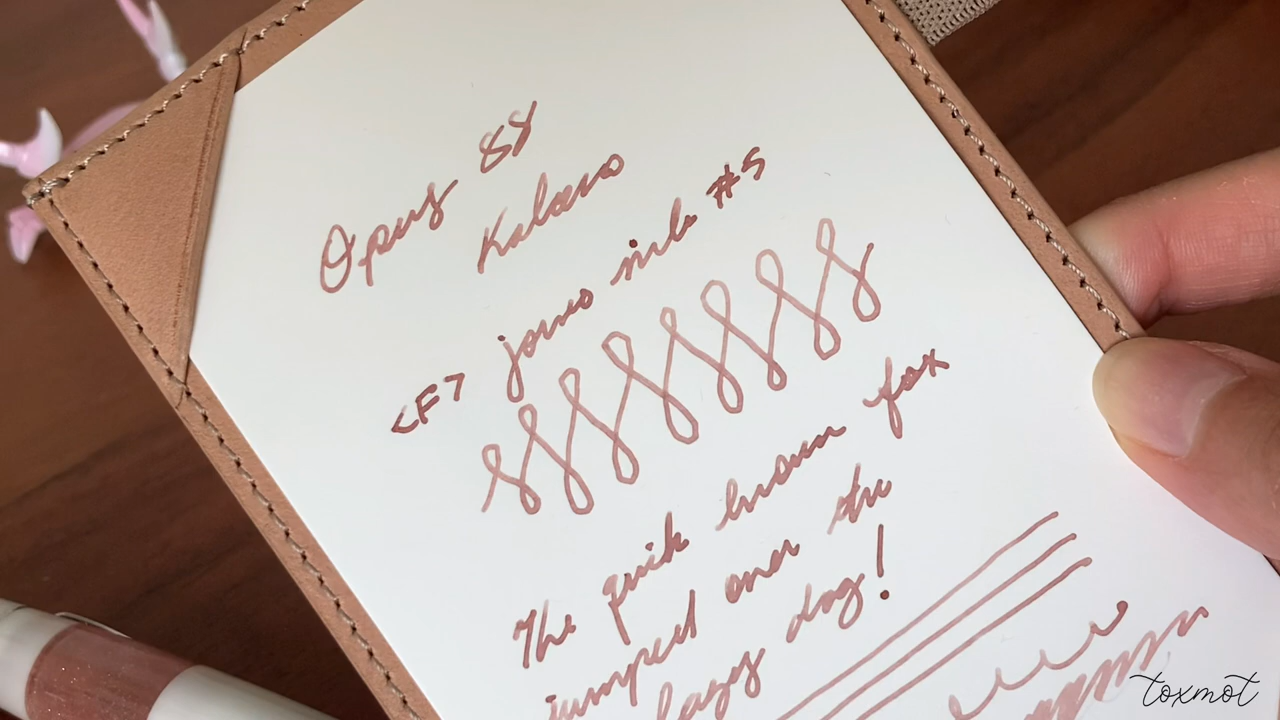 Opus 88
Koloro
<F> jowo nib #5
The quick brown fox
jumped over the
lazy dog!
toxmot